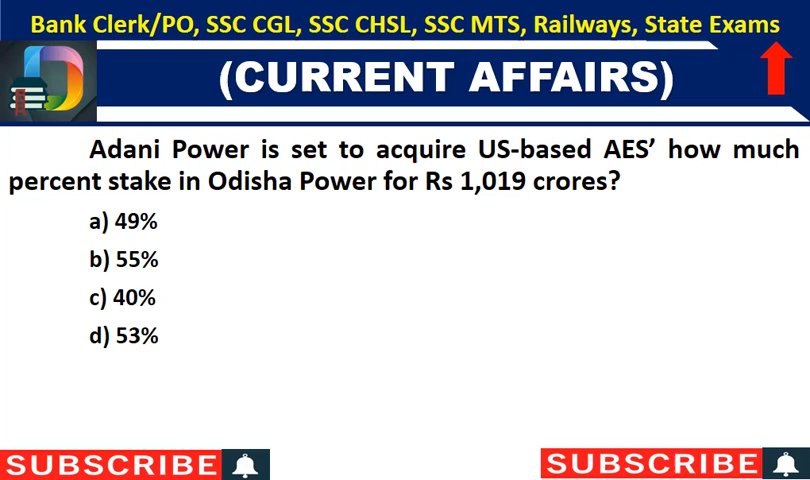 Bank Clerk/PO, SSC CGL, SSC CHSL, SSC MTS, Railways, State Exams
(CURRENT AFFAIRS)
Adani Power is set to acquire US-based AES’ how much
percent stake in Odisha Power for Rs 1,019 crores?
a) 49%
b) 55%
c) 40%
d) 53%
SUBSCRIBE
SUBSCRIBE